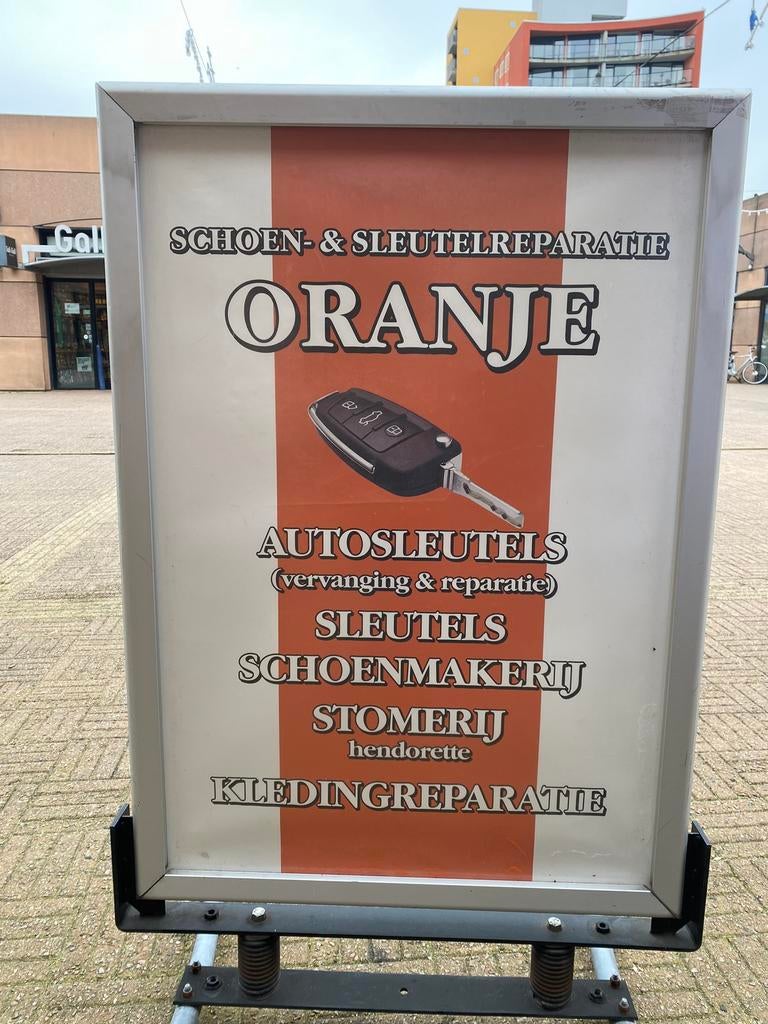 SCHOEN- & SLEUTELREPARATIE
ORANJE
AUTOSLEUTELS
(vervanging & reparatie)
SLEUTELS
SCHOENMAKERIJ
STOMERIJ
hendorette
KLEDINGREPARATIE